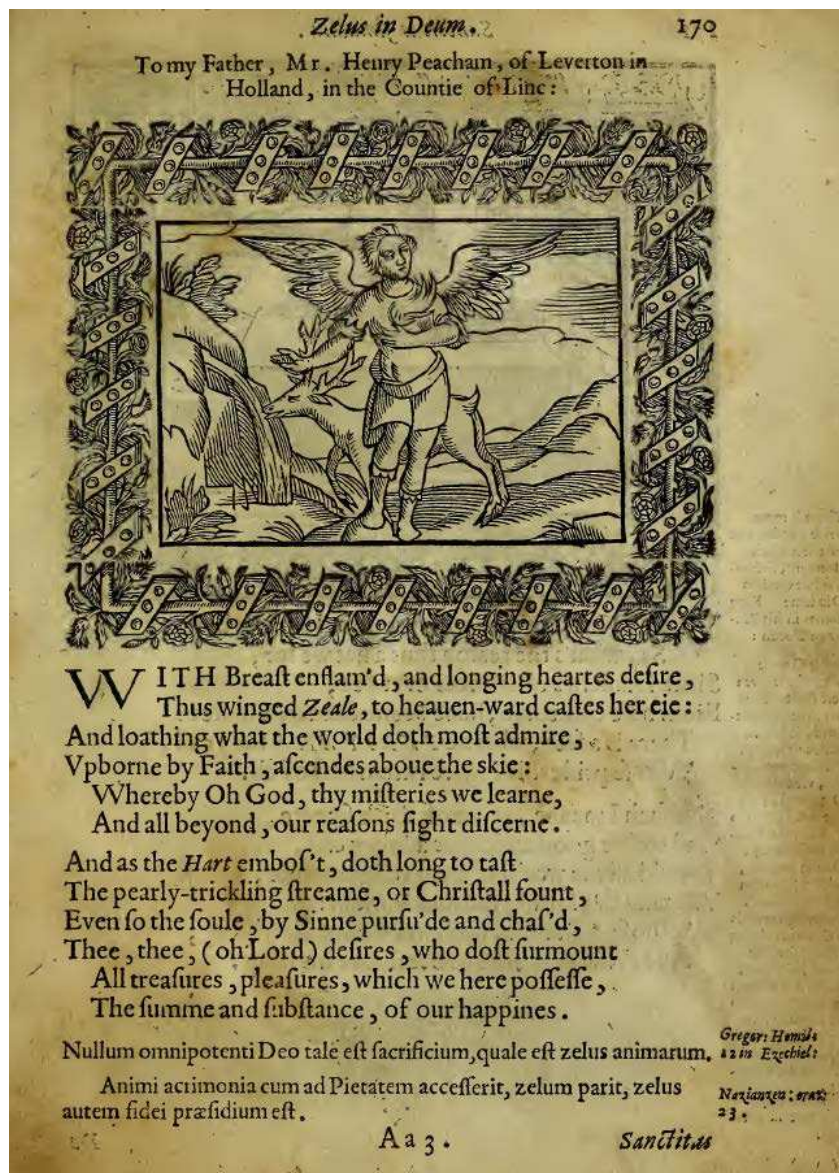 Zelus in Deum. 170
To my Father, Mr. Henry Peacham, of Leverton in
Holland, in the Countie of Linc:
WITH Breaſt enflam'd, and longing heartes deſire,
Thus winged Zeale, to heauen-ward caſtes her eie:
And loathing what the world doth moſt admire,
Vpborne by Faith, aſcendes aboue the skie:
Whereby Oh God, thy miſteries we learne,
And all beyond, our reaſons ſight diſcerne.
And as the Hart emboſ't, doth long to taſt
The pearly-trickling ſtreame, or Chriſtall fount,
Even ſo the ſoule, by Sinne purſu'de and chaſ'd,
Thee, thee, (oh Lord) deſires, who doſt ſurmount
All treaſures, pleaſures, which we here poſſeſſe,
The ſumme and ſubſtance, of our happines.
Nullum omnipotenti Deo tale eſt ſacrificium, quale eſt zelus animarum.
Gregor: Homil:
12 in Ezechiel:
Animi acrimonia cum ad Pietatem acceſſerit, zelum parit, zelus
autem fidei præſidium eſt.
Nazianzen: orat:
23.
Aa 3. Sanctitas